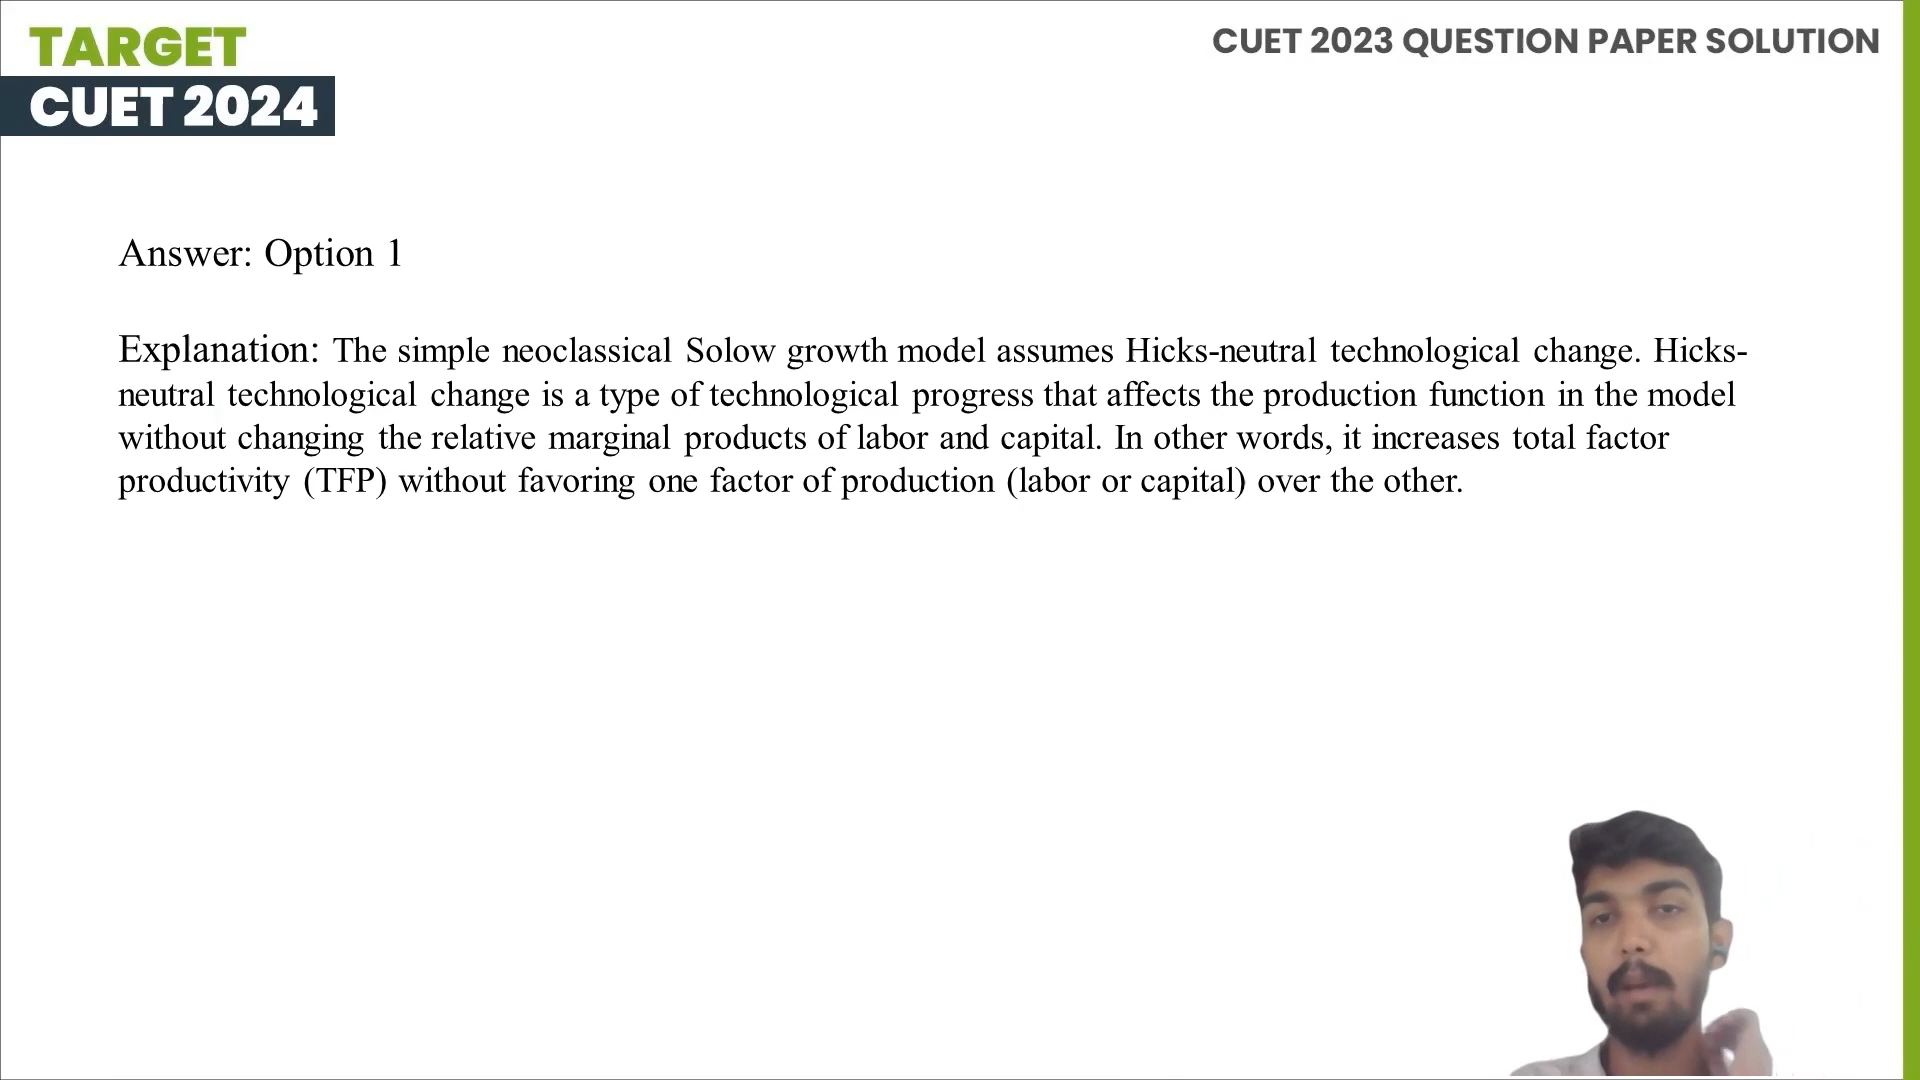 TARGET
CUET 2024
CUET 2023 QUESTION PAPER SOLUTION
Answer: Option 1
Explanation: The simple neoclassical Solow growth model assumes Hicks-neutral technological change. Hicks-
neutral technological change is a type of technological progress that affects the production function in the model
without changing the relative marginal products of labor and capital. In other words, it increases total factor
productivity (TFP) without favoring one factor of production (labor or capital) over the other.